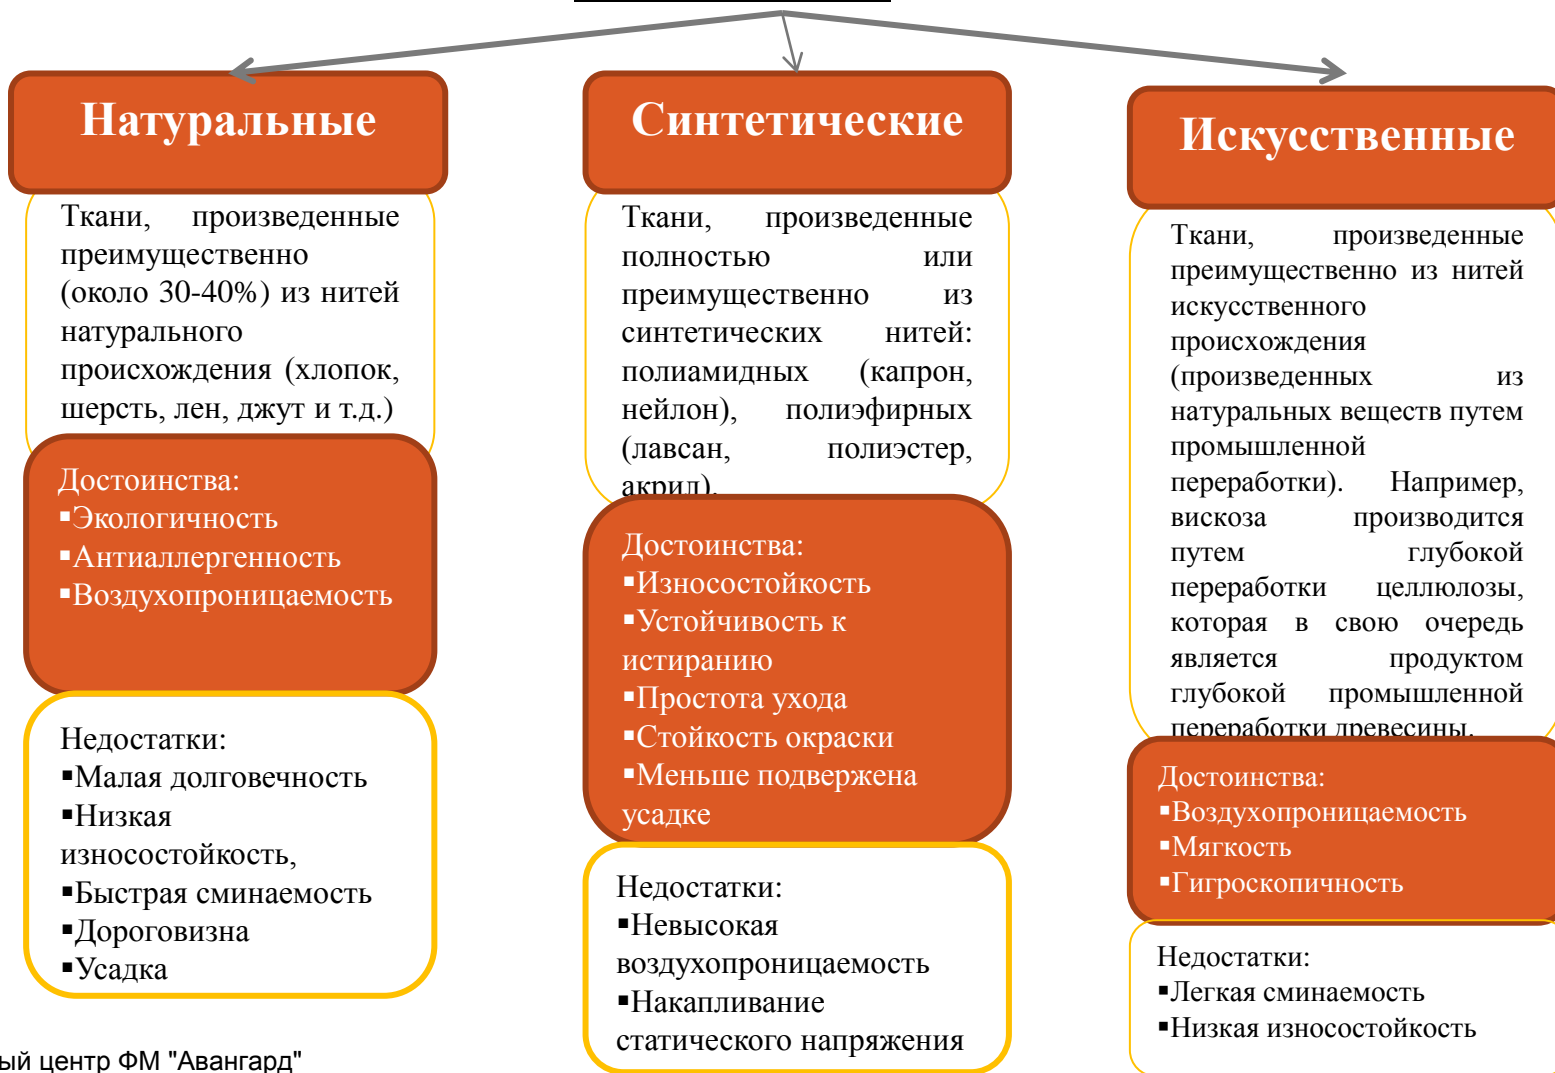 Натуральные
Ткани, произведенные
преимущественно
(около 30-40%) из нитей
натурального
происхождения (хлопок,
шерсть, лен, джут и т.д.)
Достоинства:
▪Экологичность
▪Антиаллергенность
▪Воздухопроницаемость
Недостатки:
▪Малая долговечность
▪Низкая
износостойкость,
▪Быстрая сминаемость
▪Дороговизна
▪Усадка
Синтетические
Ткани, произведенные
полностью или
преимущественно из
синтетических нитей:
полиамидных (капрон,
нейлон), полиэфирных
(лавсан, полиэстер,
акрил).
Достоинства:
▪Износостойкость
▪Устойчивость к
истиранию
▪Простота ухода
▪Стойкость окраски
▪Меньше подвержена
усадке
Недостатки:
▪Невысокая
воздухопроницаемость
▪Накапливание
статического напряжения
Искусственные
Ткани, произведенные
преимущественно из нитей
искусственного
происхождения
(произведенных из
натуральных веществ путем
промышленной
переработки). Например,
вискоза производится
путем глубокой
переработки целлюлозы,
которая в свою очередь
является продуктом
глубокой промышленной
переработки древесины.
Достоинства:
▪Воздухопроницаемость
▪Мягкость
▪Гигроскопичность
Недостатки:
▪Легкая сминаемость
▪Низкая износостойкость
ый центр ФМ "Авангард"